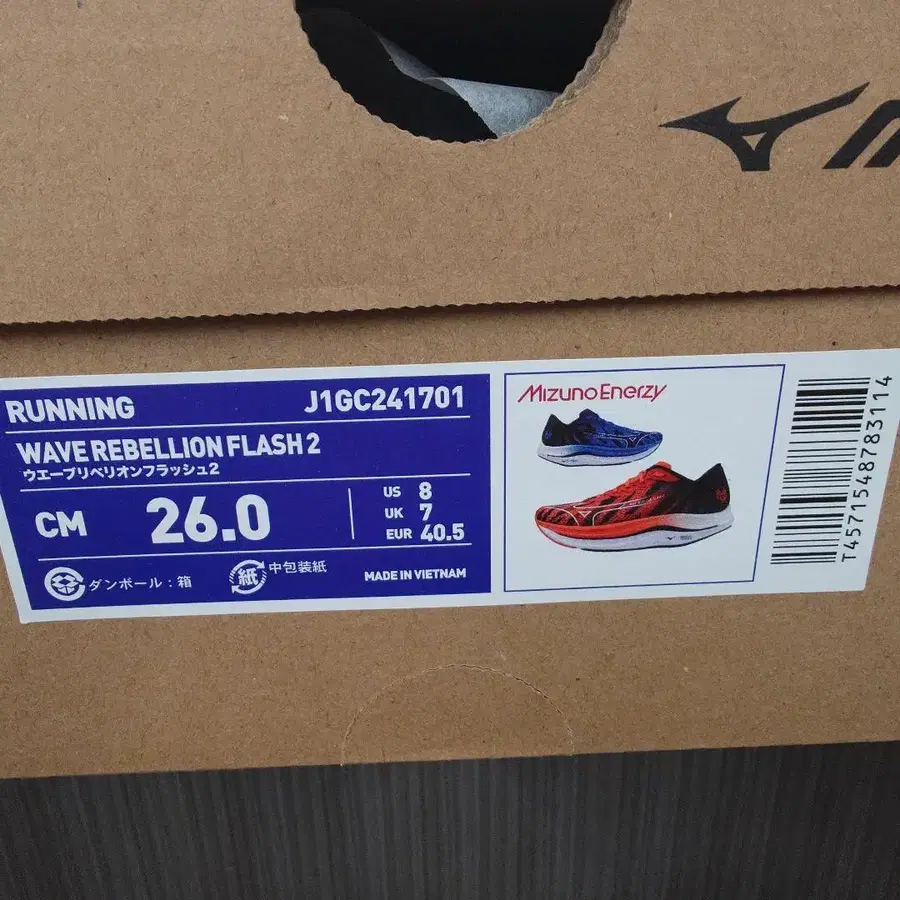 RUNNING
J1GC241701
WAVE REBELLION FLASH 2
ウエーブリベリオンフラッシュ2
CM 26.0
US 8
UK 7
EUR 40.5
ダンボール：箱
紙 中包装紙
MADE IN VIETNAM
Mizuno Enerzy
T4571548783114